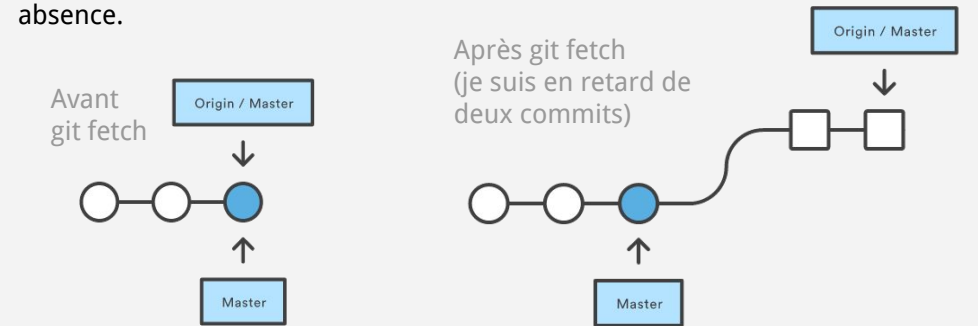 absence.
Avant
git fetch
Origin / Master
Master
Après git fetch
(je suis en retard de
deux commits)
Origin / Master
Master